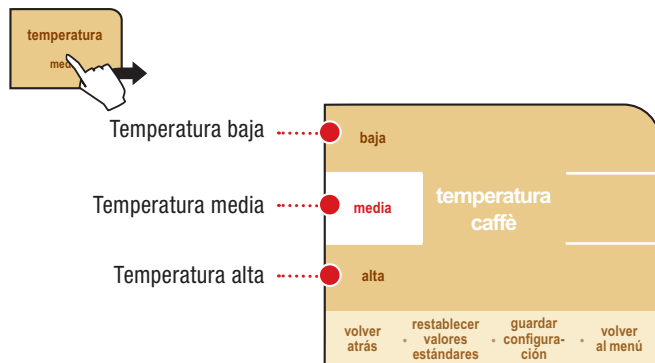 temperatura
med
Temperatura baja
baja
Temperatura media
media
temperatura
caffè
Temperatura alta
alta
volver
atrás
restablecer
valores
estándares
guardar
configura-
ción
volver
al menú